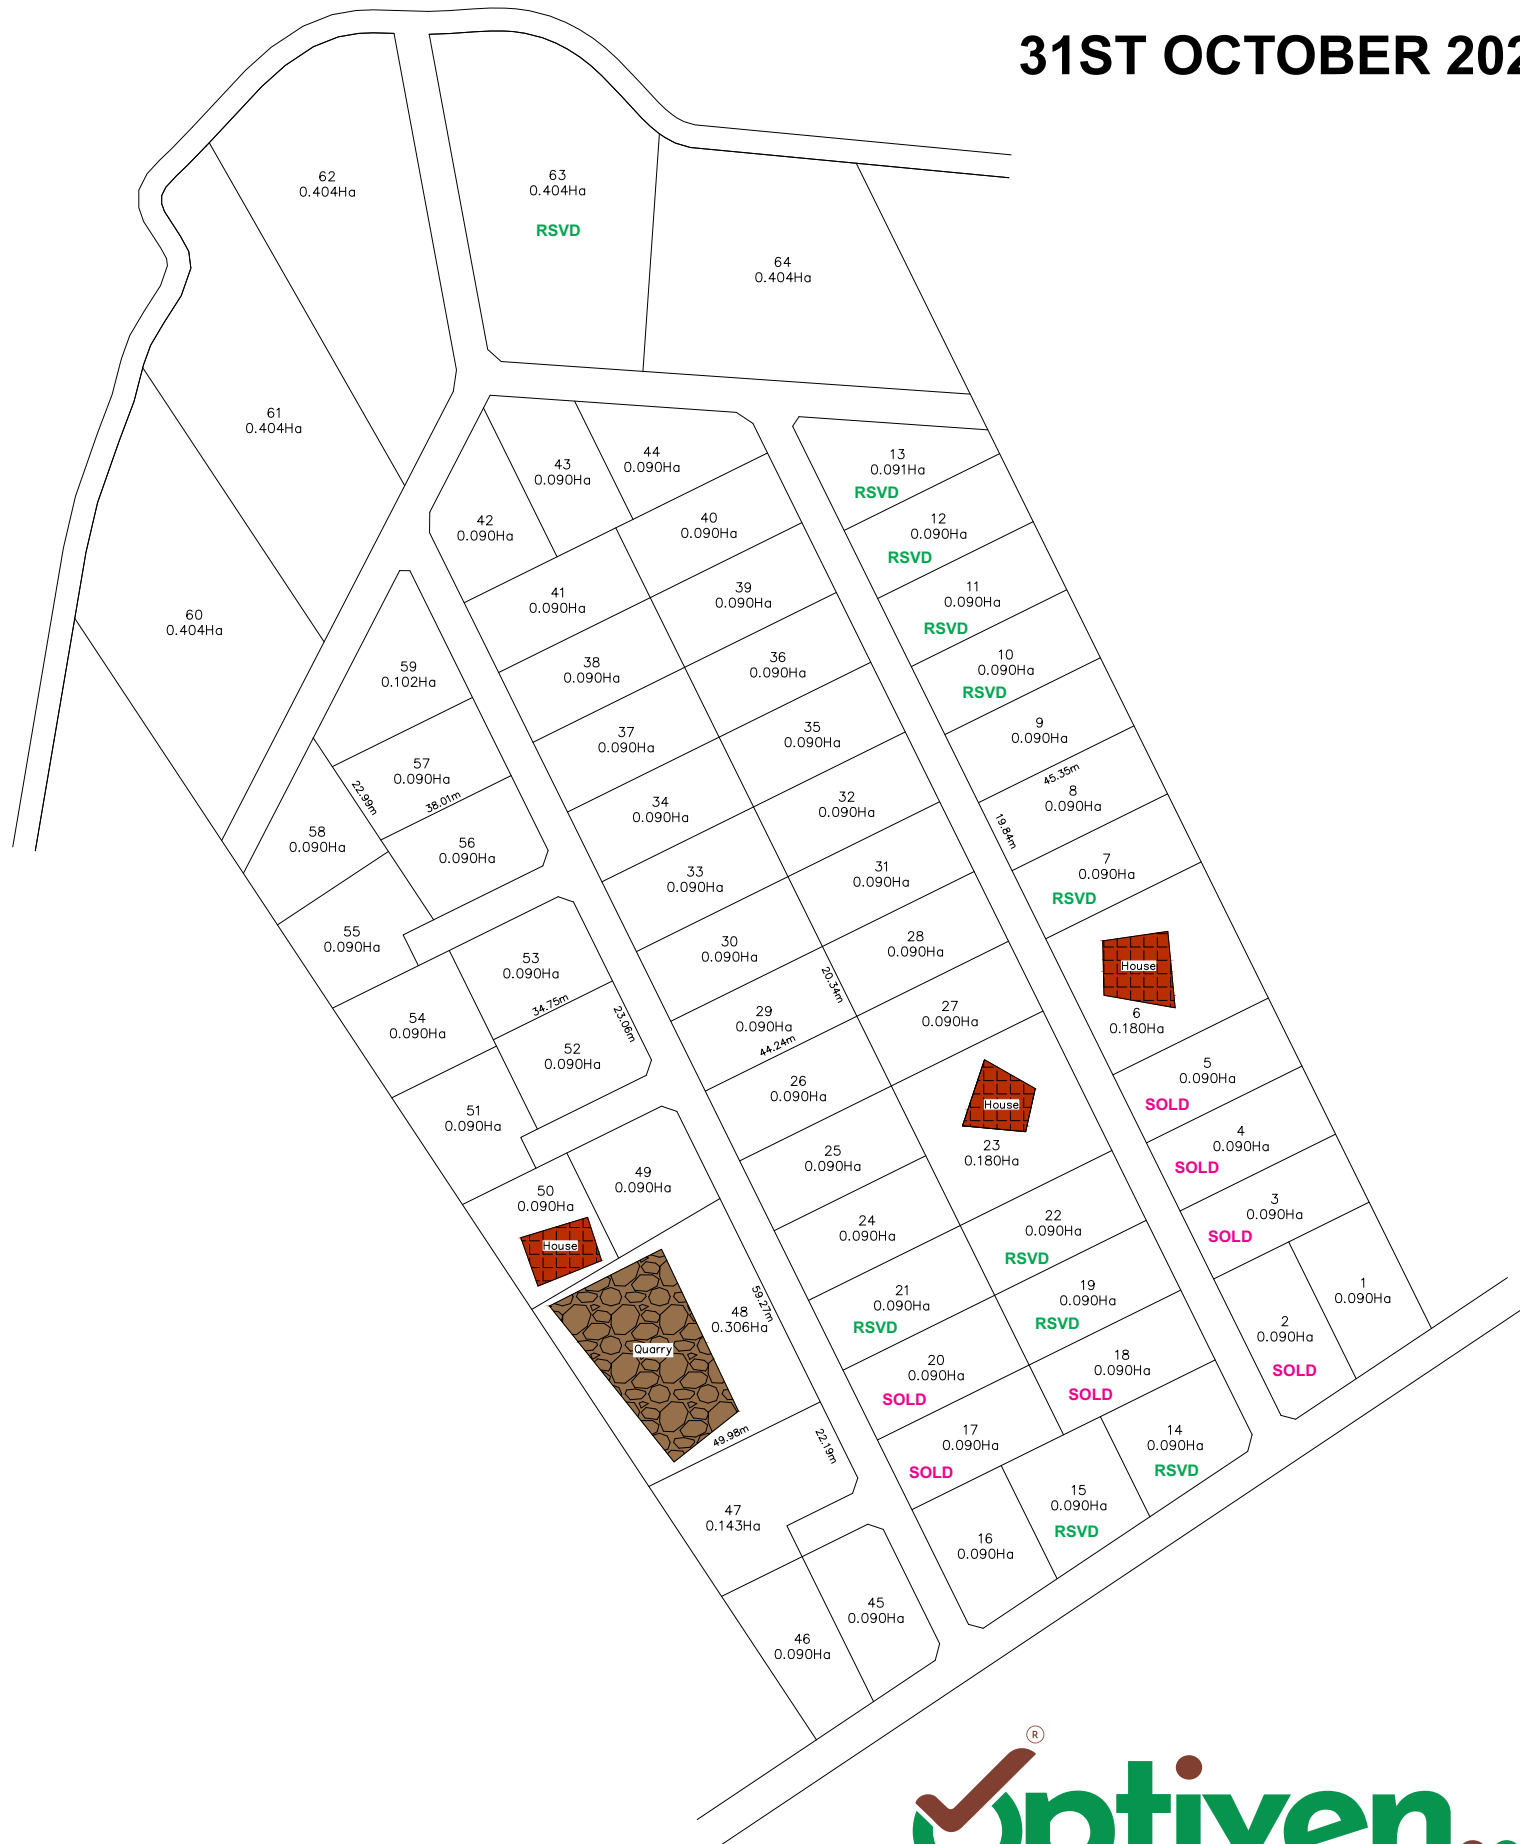 31ST OCTOBER 202
62
0.404Ha
63
0.404Ha
RSVD
64
0.404Ha
61
0.404Ha
60
0.404Ha
44
0.090Ha
43
0.090Ha
42
0.090Ha
13
0.091Ha
RSVD
40
0.090Ha
12
0.090Ha
RSVD
41
0.090Ha
39
0.090Ha
11
0.090Ha
RSVD
59
0.102Ha
38
0.090Ha
36
0.090Ha
10
0.090Ha
RSVD
57
0.090Ha
22.99m
38.01m
37
0.090Ha
35
0.090Ha
9
0.090Ha
45.35m
58
0.090Ha
56
0.090Ha
34
0.090Ha
32
0.090Ha
8
0.090Ha
19.84m
33
0.090Ha
31
0.090Ha
7
0.090Ha
RSVD
55
0.090Ha
53
0.090Ha
34.75m
30
0.090Ha
28
0.090Ha
20.34m
House
6
0.180Ha
54
0.090Ha
52
0.090Ha
23.06m
29
0.090Ha
44.24m
27
0.090Ha
5
0.090Ha
SOLD
51
0.090Ha
26
0.090Ha
House
23
0.180Ha
4
0.090Ha
SOLD
50
0.090Ha
House
49
0.090Ha
25
0.090Ha
24
0.090Ha
22
0.090Ha
RSVD
3
0.090Ha
SOLD
59.27m
48
0.306Ha
Quarry
49.98m
21
0.090Ha
RSVD
19
0.090Ha
RSVD
1
0.090Ha
2
0.090Ha
SOLD
20
0.090Ha
SOLD
18
0.090Ha
SOLD
22.19m
17
0.090Ha
SOLD
14
0.090Ha
RSVD
47
0.143Ha
15
0.090Ha
RSVD
16
0.090Ha
45
0.090Ha
46
0.090Ha
®
Optiven